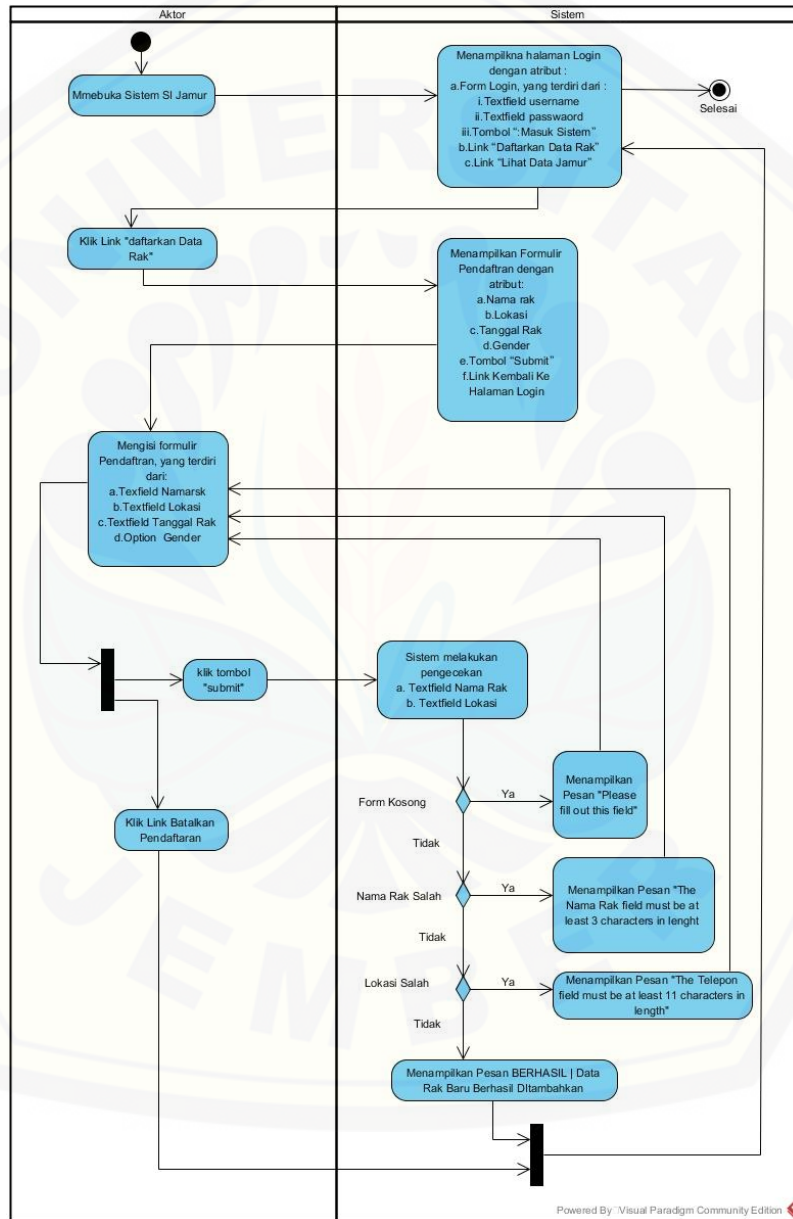 Aktor
Sistem
Mmebuka Sistem SI Jamur
Menampilkna halaman Login
dengan atribut :
a.Form Login, yang terdiri dari :
i.Textfield username
ii.Textfield passwaord
iii.Tombol ":Masuk Sistem"
b.Link "Daftarkan Data Rak"
c.Link "Lihat Data Jamur"
Selesai
Klik Link "daftarkan Data
Rak"
Menampilkan Formulir
Pendaftran dengan
atribut:
a.Nama rak
b.Lokasi
c.Tanggal Rak
d.Gender
e.Tombol "Submit"
f.Link Kembali Ke
Halaman Login
Mengisi formulir
Pendaftran, yang terdiri
dari:
a.Texfield Namarsk
b.Textfield Lokasi
c.Textfield Tanggal Rak
d.Option Gender
klik tombol
"submit"
Sistem melakukan
pengecekan
a. Textfield Nama Rak
b. Textfield Lokasi
Klik Link Batalkan
Pendaftaran
Form Kosong
Ya
Menampilkan
Pesan "Please
fill out this field"
Tidak
Nama Rak Salah
Ya
Menampilkan Pesan "The
Nama Rak field must be at
least 3 characters in lenght
Tidak
Lokasi Salah
Ya
Menampilkan Pesan "The Telepon
field must be at least 11 characters in
length"
Tidak
Menampilkan Pesan BERHASIL | Data
Rak Baru Berhasil DItambahkan
UNIVERSITAS
JEMBER
Powered By Visual Paradigm Community Edition